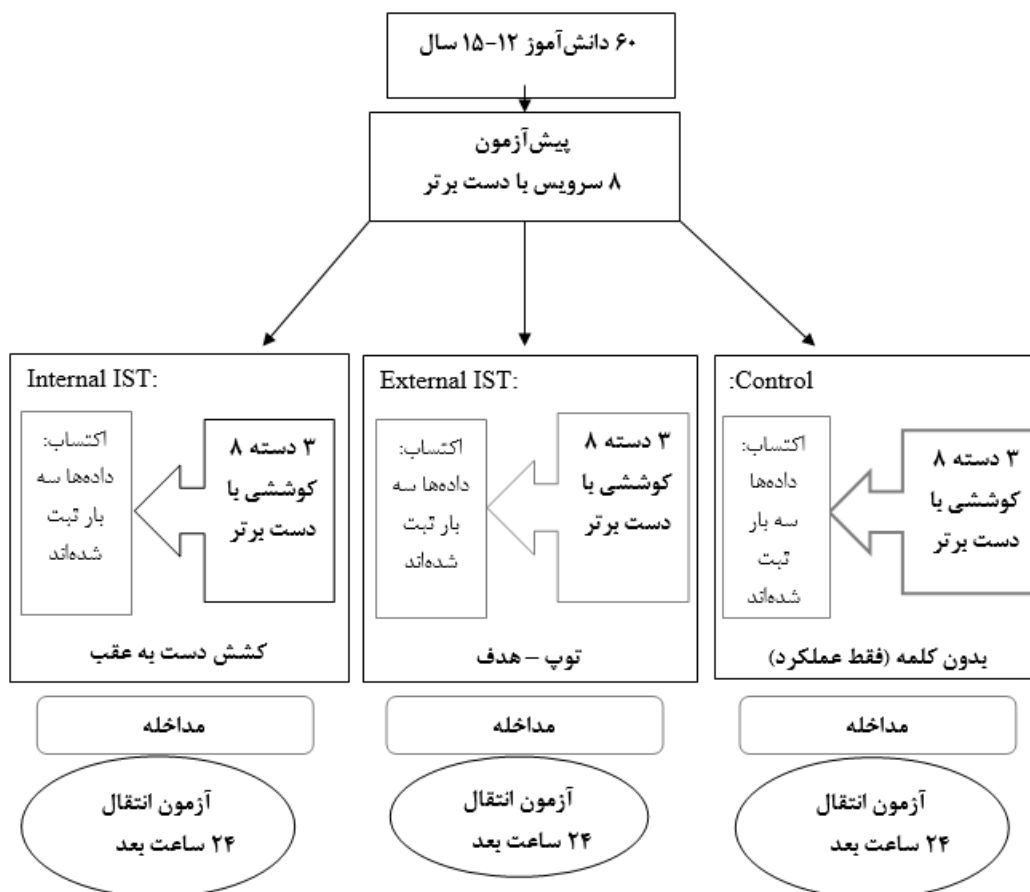 ۶۰ دانش‌آموز ۱۲-۱۵ سال
پیش‌آزمون
۸ سرویس با دست برتر
Internal IST:
۳ دسته ۸
کوششی با
دست برتر
اکتساب:
داده‌ها سه
بار ثبت
شده‌اند
کشش دست به عقب
External IST:
۳ دسته ۸
کوششی با
دست برتر
اکتساب:
داده‌ها سه
بار ثبت
شده‌اند
توپ – هدف
:Control
۳ دسته ۸
کوششی با
دست برتر
اکتساب:
داده‌ها
سه بار
ثبت
شده‌اند
بدون کلمه (فقط عملکرد)
مداخله
مداخله
مداخله
آزمون انتقال
۲۴ ساعت بعد
آزمون انتقال
۲۴ ساعت بعد
آزمون انتقال
۲۴ ساعت بعد